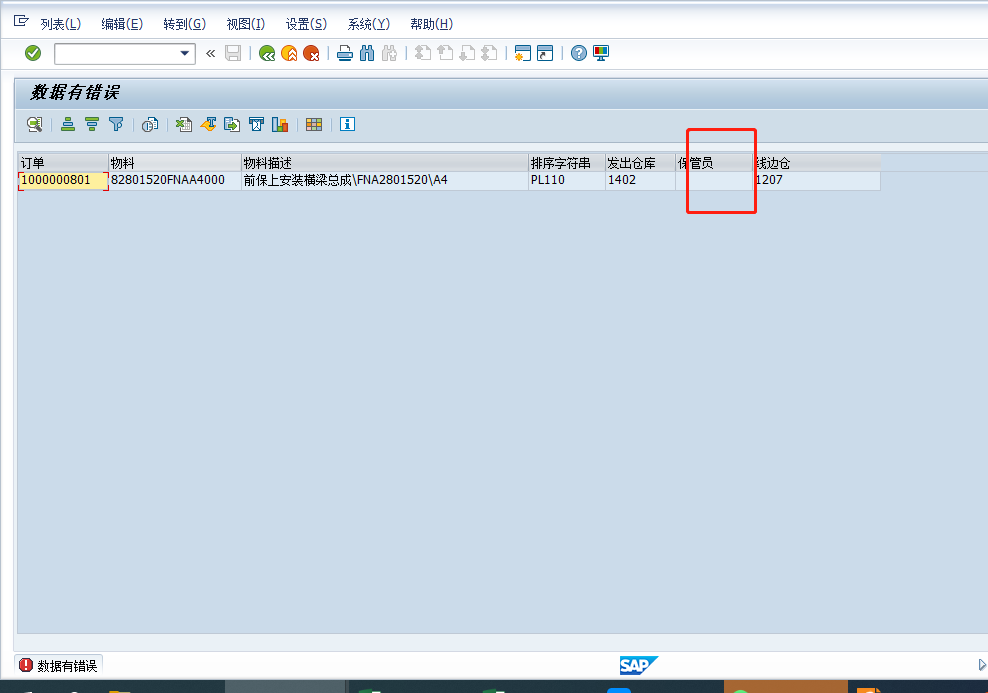 列表(L) 编辑(E) 转到(G) 视图(I) 设置(S) 系统(Y) 帮助(H)
数据有错误
订单 物料 物料描述 排序字符串 发出仓库 保管员 线边仓
1000000801 82801520FNAA4000 前保上安装横梁总成\FNA2801520\A4 PL110 1402 1207
数据有错误 SAP